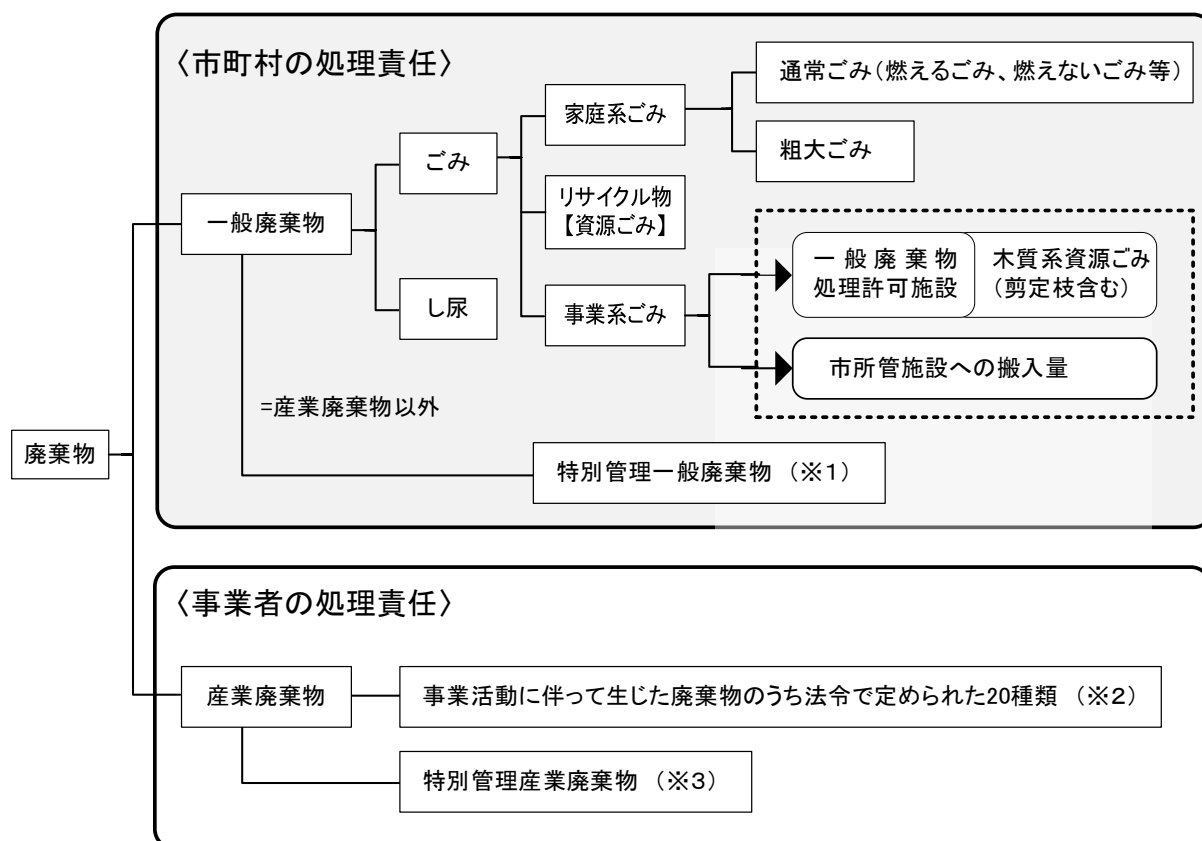 〈市町村の処理責任〉
通常ごみ(燃えるごみ、燃えないごみ等)
家庭系ごみ
粗大ごみ
ごみ
一般廃棄物
リサイクル物
【資源ごみ】
一般廃棄物
処理許可施設
木質系資源ごみ
(剪定枝含む)
し尿
事業系ごみ
市所管施設への搬入量
=産業廃棄物以外
廃棄物
特別管理一般廃棄物 (※1)
〈事業者の処理責任〉
産業廃棄物
事業活動に伴って生じた廃棄物のうち法令で定められた20種類 (※2)
特別管理産業廃棄物 (※3)